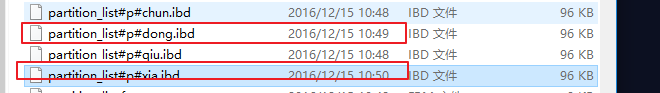 partition_list#p#chun.ibd 2016/12/15 10:48 IBD 文件 96 KB
partition_list#p#dong.ibd 2016/12/15 10:49 IBD 文件 96 KB
partition_list#p#qiu.ibd 2016/12/15 10:48 IBD 文件 96 KB
partition_list#p#xia.ibd 2016/12/15 10:50 IBD 文件 96 KB